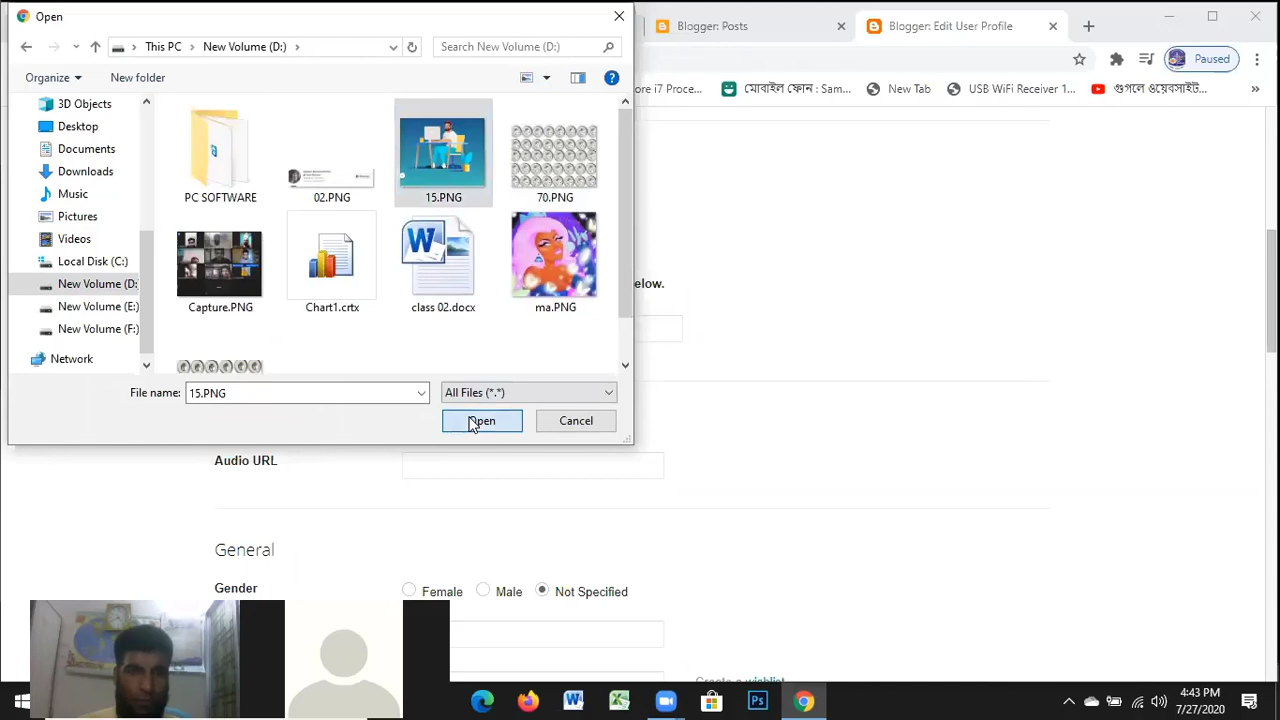 Open
Blogger: Posts
Blogger: Edit User Profile
This PC
New Volume (D:)
Search New Volume (D:)
Paused
Organize
New folder
ore i7 Proce...
মোবাইল ফোন : Sam...
New Tab
USB WiFi Receiver 1...
গুগলে ওয়েবসাইট...
3D Objects
Desktop
Documents
Downloads
Music
Pictures
Videos
Local Disk (C:)
New Volume (D:
New Volume (E:)
New Volume (F:)
Network
PC SOFTWARE
02.PNG
15.PNG
70.PNG
Capture.PNG
Chart1.crtx
class 02.docx
ma.PNG
elow.
File name:
15.PNG
All Files (*.*)
Open
Cancel
Audio URL
General
Gender
Female
Male
Not Specified
Create a wishlist
4:43 PM
7/27/2020